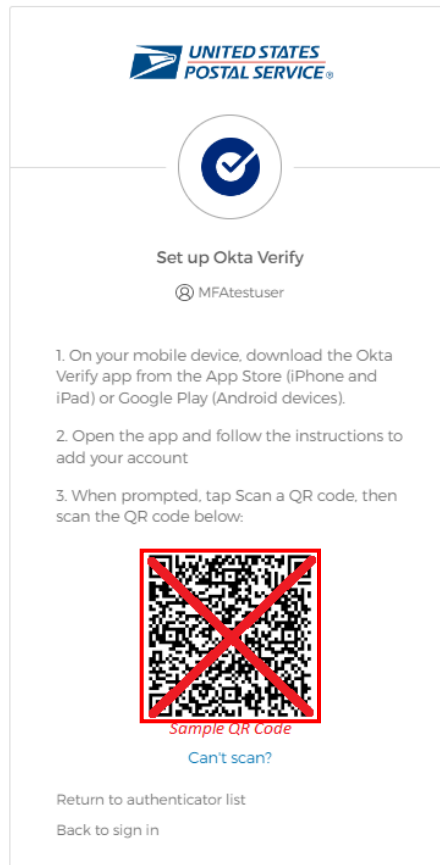 UNITED STATES
POSTAL SERVICE®
Set up Okta Verify
MFAtestuser
1. On your mobile device, download the Okta
Verify app from the App Store (iPhone and
iPad) or Google Play (Android devices).
2. Open the app and follow the instructions to
add your account
3. When prompted, tap Scan a QR code, then
scan the QR code below:
Sample QR Code
Can't scan?
Return to authenticator list
Back to sign in